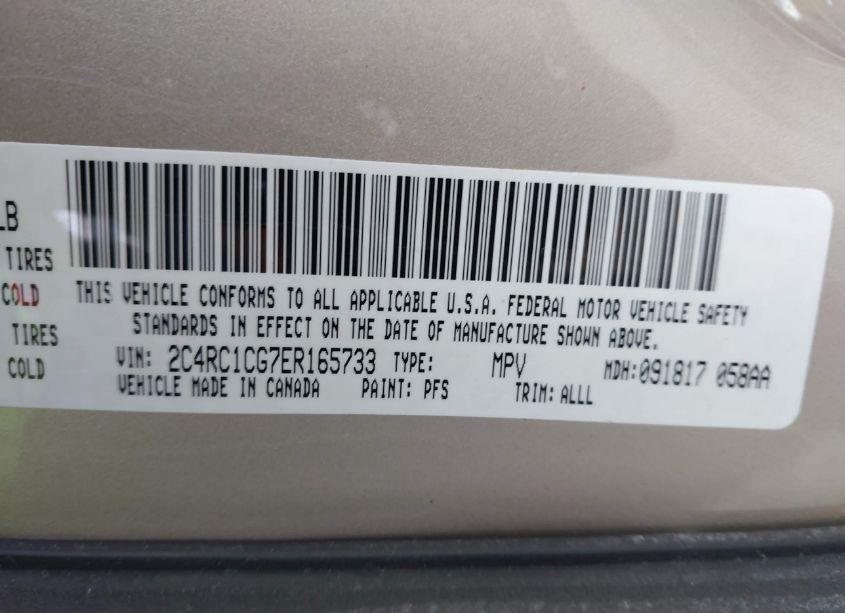 LB
TIRES
COLD
TIRES
COLD
THIS VEHICLE CONFORMS TO ALL APPLICABLE U.S.A. FEDERAL MOTOR VEHICLE SAFETY
STANDARDS IN EFFECT ON THE DATE OF MANUFACTURE SHOWN ABOVE.
VIN: 2C4RC1CG7ER165733 TYPE: MPV MDH:091817 058AA
VEHICLE MADE IN CANADA PAINT: PFS TRIM: ALLL